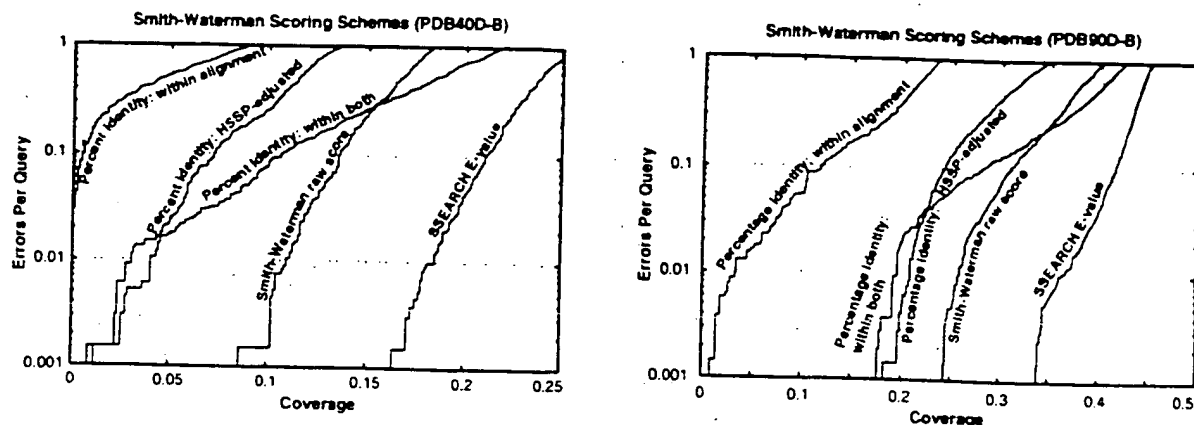 Smith-Waterman Scoring Schemes (PDB40D-B)
1
0.1
0.01
0.001
Errors Per Query
Percent Identity: within alignment
Percent Identity: HSSP-adjusted
Percent Identity: within both
Smith-Waterman raw score
SSEARCH E-value
0
0.05
0.1
0.15
0.2
0.25
Coverage
Smith-Waterman Scoring Schemes (PDB90D-B)
1
0.1
0.01
0.001
Errors Per Query
Percentage Identity: within alignment
Percentage Identity:
within both
Percentage Identity: HSSP-adjusted
Smith-Waterman raw score
SSEARCH E-value
0
0.1
0.2
0.3
0.4
0.5
Coverage